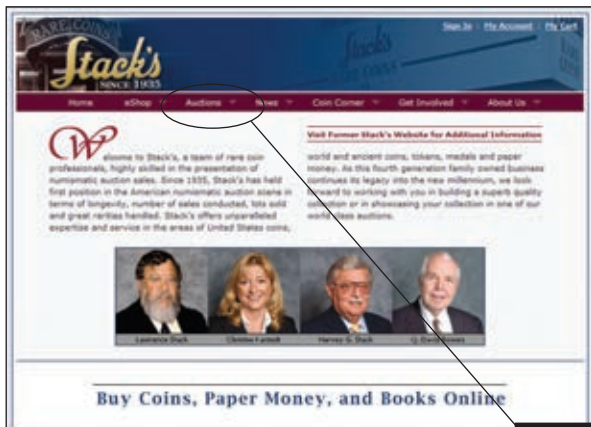 RARE COINS
Stack's
SINCE 1935
Sign In | My Account | My Cart
Home eShop Auctions News Coin Corner Get Involved About Us
Welcome to Stack's, a team of rare coin
professionals, highly skilled in the presentation of
numismatic auction sales. Since 1935, Stack's has held
first position in the American numismatic auction scene in
terms of longevity, number of sales conducted, lots sold
and great rarities handled. Stack's offers unparalleled
expertise and service in the areas of United States coins,
Visit Former Stack's Website for Additional Information
world and ancient coins, tokens, medals and paper
money. As this fourth generation family owned business
continues its legacy into the new millennium, we look
forward to working with you in building a superb quality
collection or in showcasing your collection in one of our
world class auctions.
Lawrence Stack Christine Karstedt Harvey G. Stack Q. David Bowers
Buy Coins, Paper Money, and Books Online